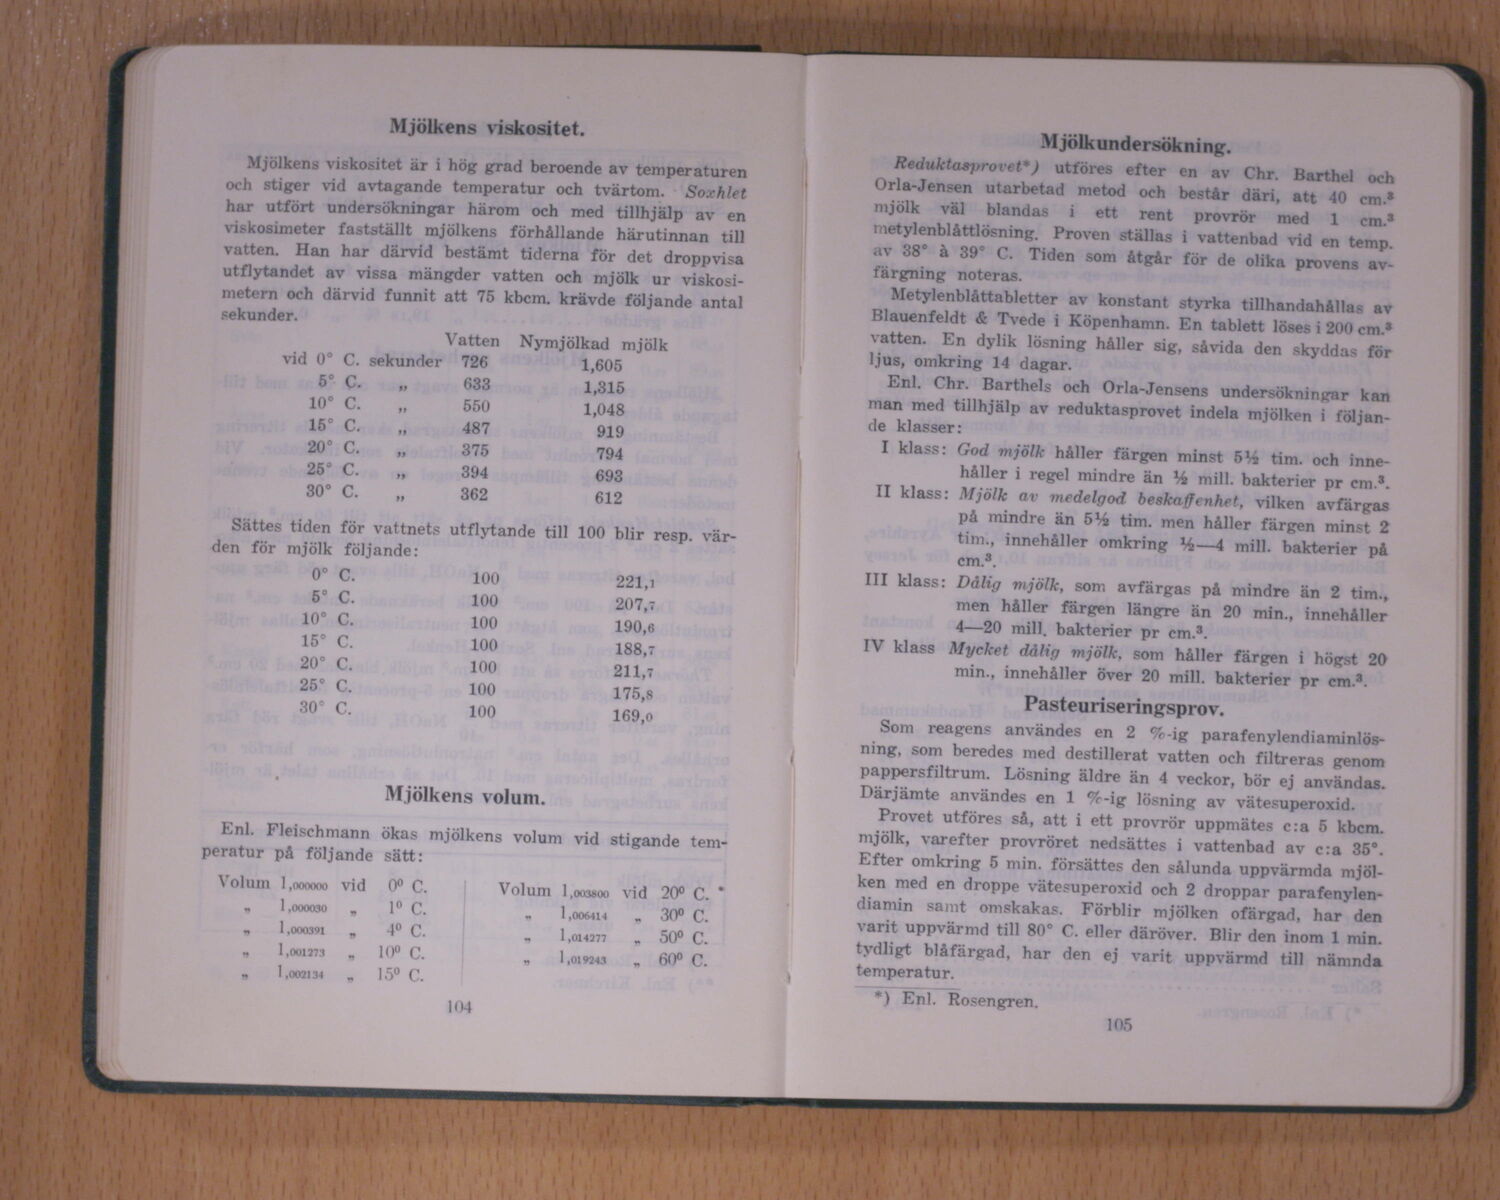 Mjölkens viskositet.
Mjölkens viskositet är i hög grad beroende av temperaturen
och stiger vid avtagande temperatur och tvärtom. Soxhlet
har utfört undersökningar härom och med tillhjälp av en
viskosimeter fastställt mjölkens förhållande härutinnan till
vatten. Han har därvid bestämt tiderna för det droppvisa
utflytandet av vissa mängder vatten och mjölk ur viskosi-
metern och därvid funnit att 75 kbcm. krävde följande antal
sekunder.
Vatten Nymjölkad mjölk
vid 0° C. sekunder 726 1,605
5° C. „ 633 1,315
10° C. „ 550 1,048
15° C. „ 487 919
20° C. „ 375 794
25° C. „ 394 693
30° C. „ 362 612
Sättes tiden för vattnets utflytande till 100 blir resp. vär-
den för mjölk följande:
0° C. 100 221,1
5° C. 100 207,7
10° C. 100 190,6
15° C. 100 188,7
20° C. 100 211,7
25° C. 100 175,8
30° C. 100 169,0
Mjölkens volum.
Enl. Fleischmann ökas mjölkens volum vid stigande tem-
peratur på följande sätt:
Volum 1,000000 vid 0° C.
„ 1,000030 „ 1° C.
„ 1,000391 „ 4° C.
„ 1,001273 „ 10° C.
„ 1,002134 „ 15° C.
Volum 1,003800 vid 20° C.
„ 1,006414 „ 30° C.
„ 1,014277 „ 50° C.
„ 1,019243 „ 60° C.
104
Mjölkundersökning.
Reduktasprovet*) utföres efter en av Chr. Barthel och
Orla-Jensen utarbetad metod och består däri, att 40 cm.³
mjölk väl blandas i ett rent provrör med 1 cm.³
metylenblåttlösning. Proven ställas i vattenbad vid en temp.
av 38° à 39° C. Tiden som åtgår för de olika provens av-
färgning noteras.
Metylenblåttabletter av konstant styrka tillhandahållas av
Blauenfeldt & Tvede i Köpenhamn. En tablett löses i 200 cm.³
vatten. En dylik lösning håller sig, såvida den skyddas för
ljus, omkring 14 dagar.
Enl. Chr. Barthels och Orla-Jensens undersökningar kan
man med tillhjälp av reduktasprovet indela mjölken i följan-
de klasser:
I klass: God mjölk håller färgen minst 5½ tim. och inne-
håller i regel mindre än ½ mill. bakterier pr cm.³.
II klass: Mjölk av medelgod beskaffenhet, vilken avfärgas
på mindre än 5½ tim. men håller färgen minst 2
tim., innehåller omkring ½—4 mill. bakterier på
cm.³.
III klass: Dålig mjölk, som avfärgas på mindre än 2 tim.,
men håller färgen längre än 20 min., innehåller
4—20 mill. bakterier pr cm.³.
IV klass Mycket dålig mjölk, som håller färgen i högst 20
min., innehåller över 20 mill. bakterier pr cm.³.
Pasteuriseringsprov.
Som reagens användes en 2 %-ig parafenylendiaminlös-
ning, som beredes med destillerat vatten och filtreras genom
pappersfiltrum. Lösning äldre än 4 veckor, bör ej användas.
Därjämte användes en 1 %-ig lösning av vätesuperoxid.
Provet utföres så, att i ett provrör uppmätes c:a 5 kbcm.
mjölk, varefter provröret nedsättes i vattenbad av c:a 35°.
Efter omkring 5 min. försättes den sålunda uppvärmda mjöl-
ken med en droppe vätesuperoxid och 2 droppar parafenylen-
diamin samt omskakas. Förblir mjölken ofärgad, har den
varit uppvärmd till 80° C. eller däröver. Blir den inom 1 min.
tydligt blåfärgad, har den ej varit uppvärmd till nämnda
temperatur.
*) Enl. Rosengren.
105